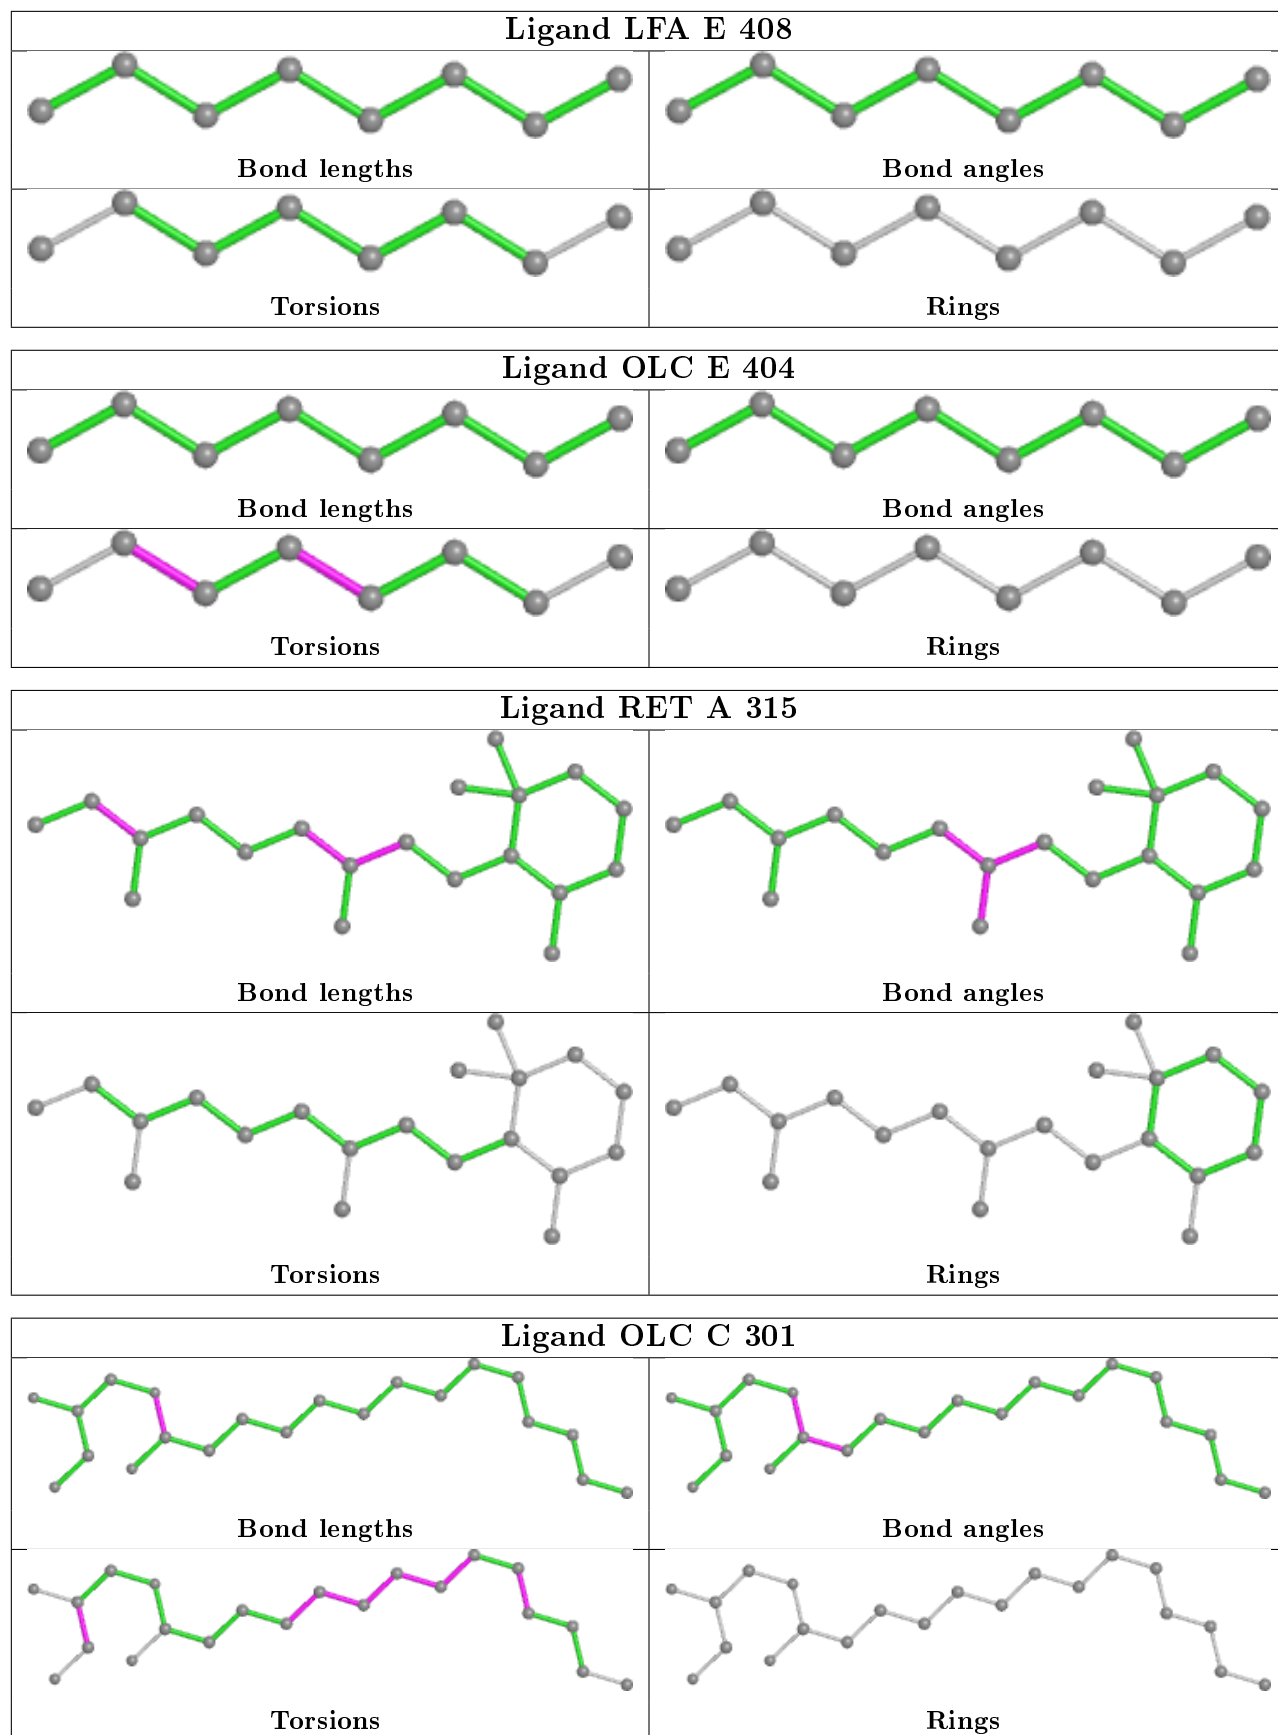 Ligand LFA E 408
Bond lengths
Bond angles
Torsions
Rings
Ligand OLC E 404
Bond lengths
Bond angles
Torsions
Rings
Ligand RET A 315
Bond lengths
Bond angles
Torsions
Rings
Ligand OLC C 301
Bond lengths
Bond angles
Torsions
Rings